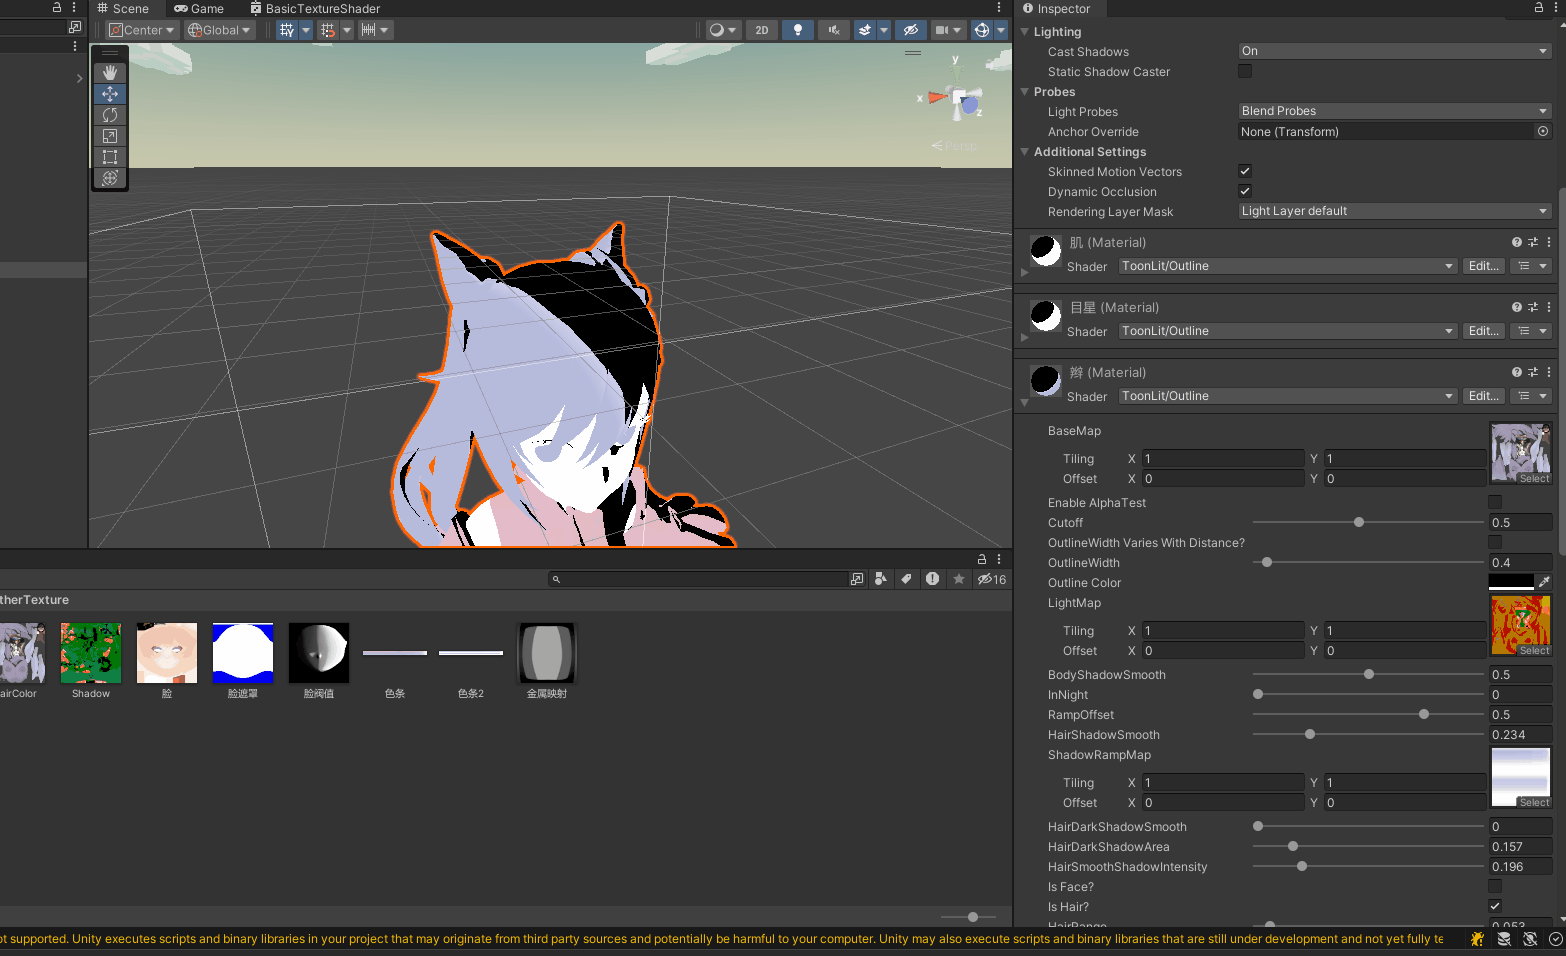 Scene
Game
BasicTextureShader
Center
Global
2D
y
x
z
Persp
16
therTexture
airColor
Shadow
脸
脸遮罩
脸阀值
色条
色条2
金属映射
Inspector
Lighting
Cast Shadows On
Static Shadow Caster
Probes
Light Probes Blend Probes
Anchor Override None (Transform)
Additional Settings
Skinned Motion Vectors
Dynamic Occlusion
Rendering Layer Mask Light Layer default
肌 (Material)
Shader ToonLit/Outline Edit...
目星 (Material)
Shader ToonLit/Outline Edit...
辫 (Material)
Shader ToonLit/Outline Edit...
BaseMap
Tiling X 1 Y 1
Offset X 0 Y 0
Select
Enable AlphaTest
Cutoff 0.5
OutlineWidth Varies With Distance?
OutlineWidth 0.4
Outline Color
LightMap
Tiling X 1 Y 1
Offset X 0 Y 0
Select
BodyShadowSmooth 0.5
InNight 0
RampOffset 0.5
HairShadowSmooth 0.234
ShadowRampMap
Tiling X 1 Y 1
Offset X 0 Y 0
Select
HairDarkShadowSmooth 0
HairDarkShadowArea 0.157
HairSmoothShadowIntensity 0.196
Is Face?
Is Hair?
HairRange 0.053
ot supported. Unity executes scripts and binary libraries in your project that may originate from third party sources and potentially be harmful to your computer. Unity may also execute scripts and binary libraries that are still under development and not yet fully te